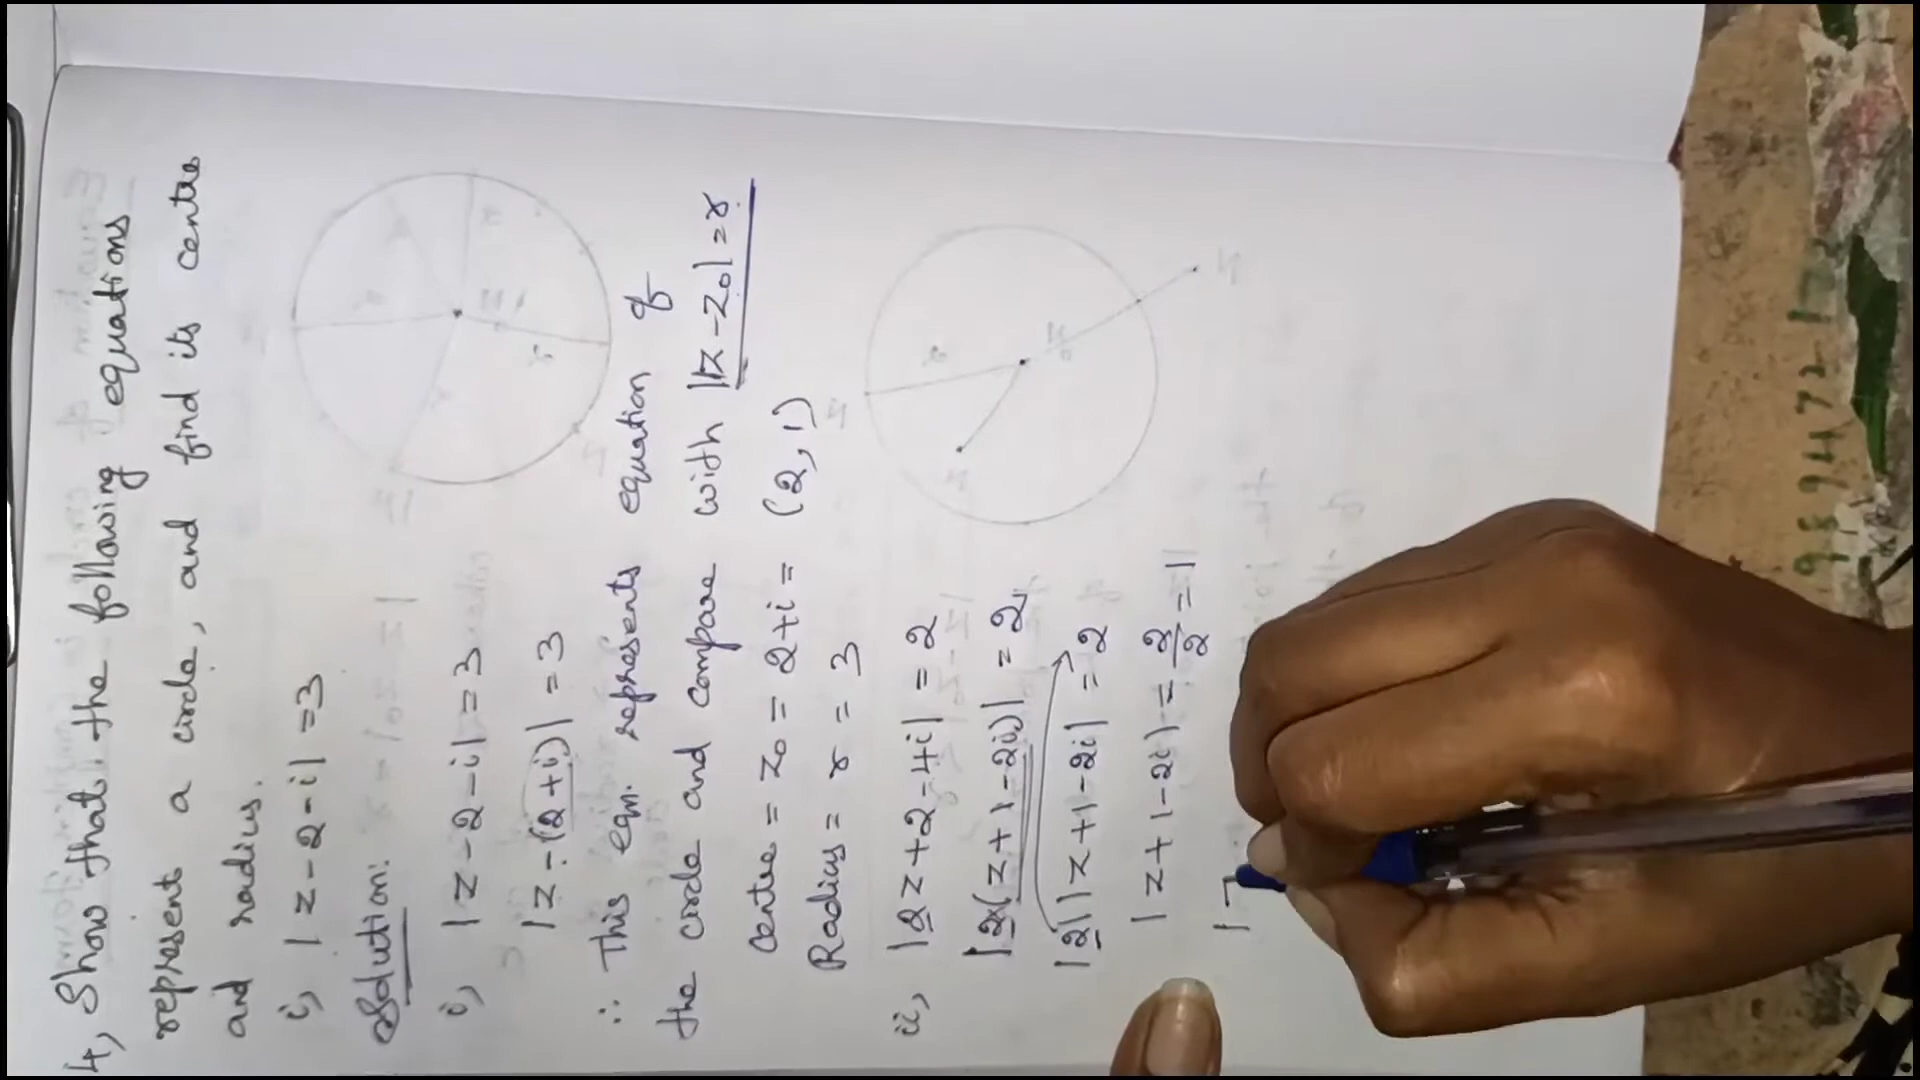 4, Show that the following equations
represent a circle, and find its centre
and radius.
i, |z-2-i| = 3
Solution:
i, |z-2-i| = 3
|z-(2+i)| = 3
∴ This eqn. represents equation of
the circle and compare with |z-z₀| = r
Centre = z₀ = 2+i = (2, 1)
Radius = r = 3
ii, |2z+2-4i| = 2
|2(z+1-2i)| = 2
|2||z+1-2i| = 2
|z+1-2i| = 2/2 = 1